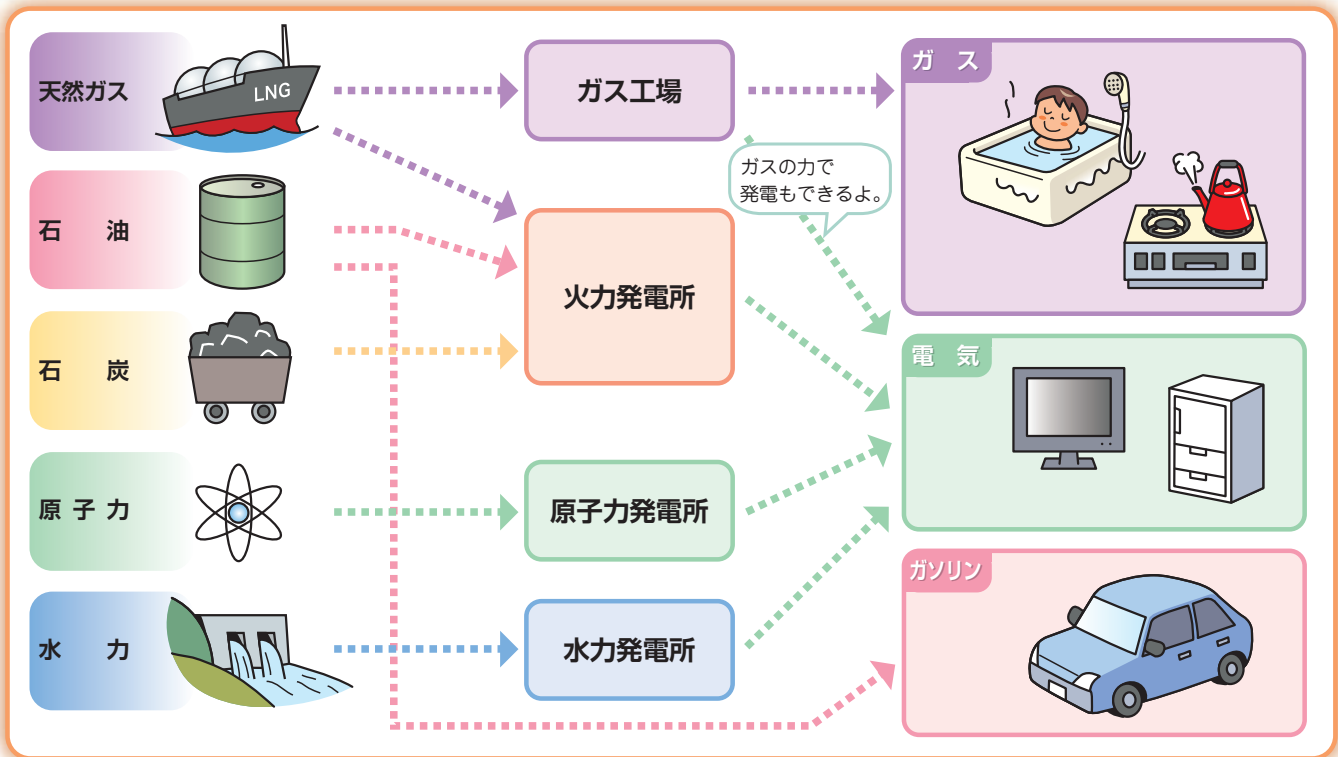 天然ガス
LNG
ガス工場
ガス
ガスの力で
発電もできるよ。
石油
火力発電所
石炭
電気
原子力
原子力発電所
ガソリン
水力
水力発電所